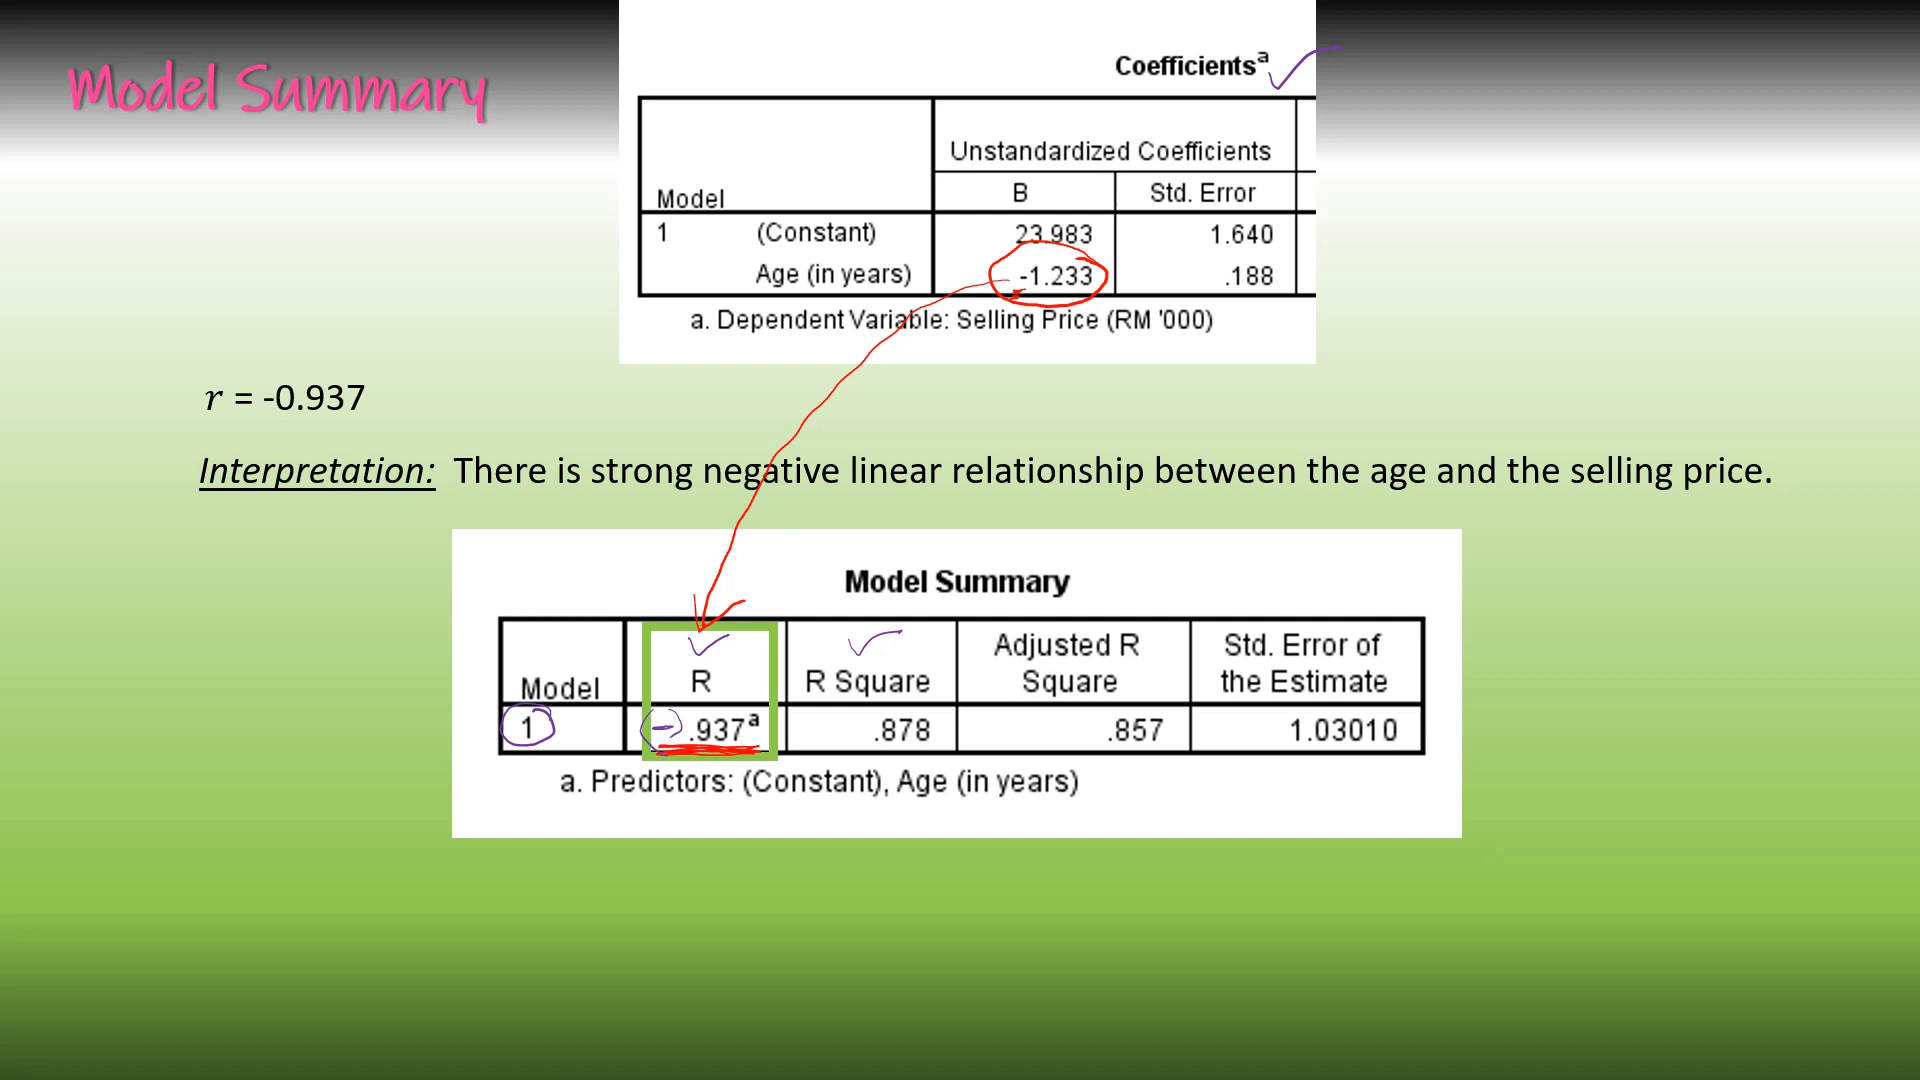 Model Summary
Coefficientsª
Unstandardized Coefficients
Model B Std. Error
1 (Constant) 23.983 1.640
Age (in years) -1.233 .188
a. Dependent Variable: Selling Price (RM '000)
r = -0.937
Interpretation: There is strong negative linear relationship between the age and the selling price.
Model Summary
Model R R Square Adjusted R Square Std. Error of the Estimate
1 - .937ª .878 .857 1.03010
a. Predictors: (Constant), Age (in years)